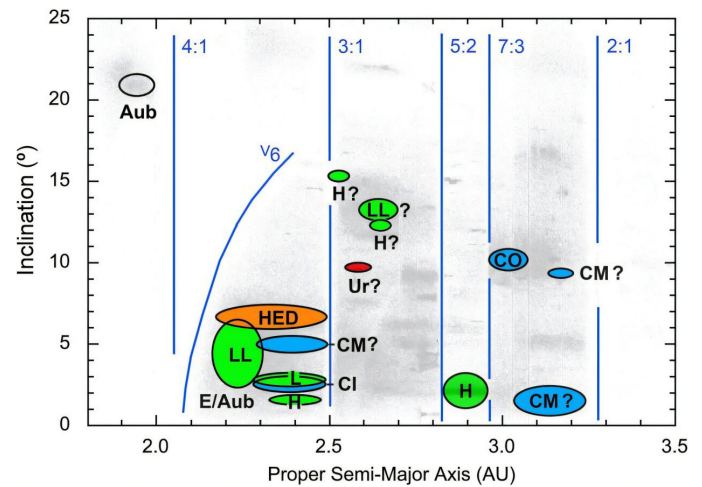 25
20
15
10
5
0
Inclination (º)
4:1
3:1
5:2
7:3
2:1
ν6
Aub
H?
LL ?
H?
Ur?
CO
CM?
HED
LL
CM?
L
CI
E/Aub
H
H
CM?
2.0
2.5
3.0
3.5
Proper Semi-Major Axis (AU)